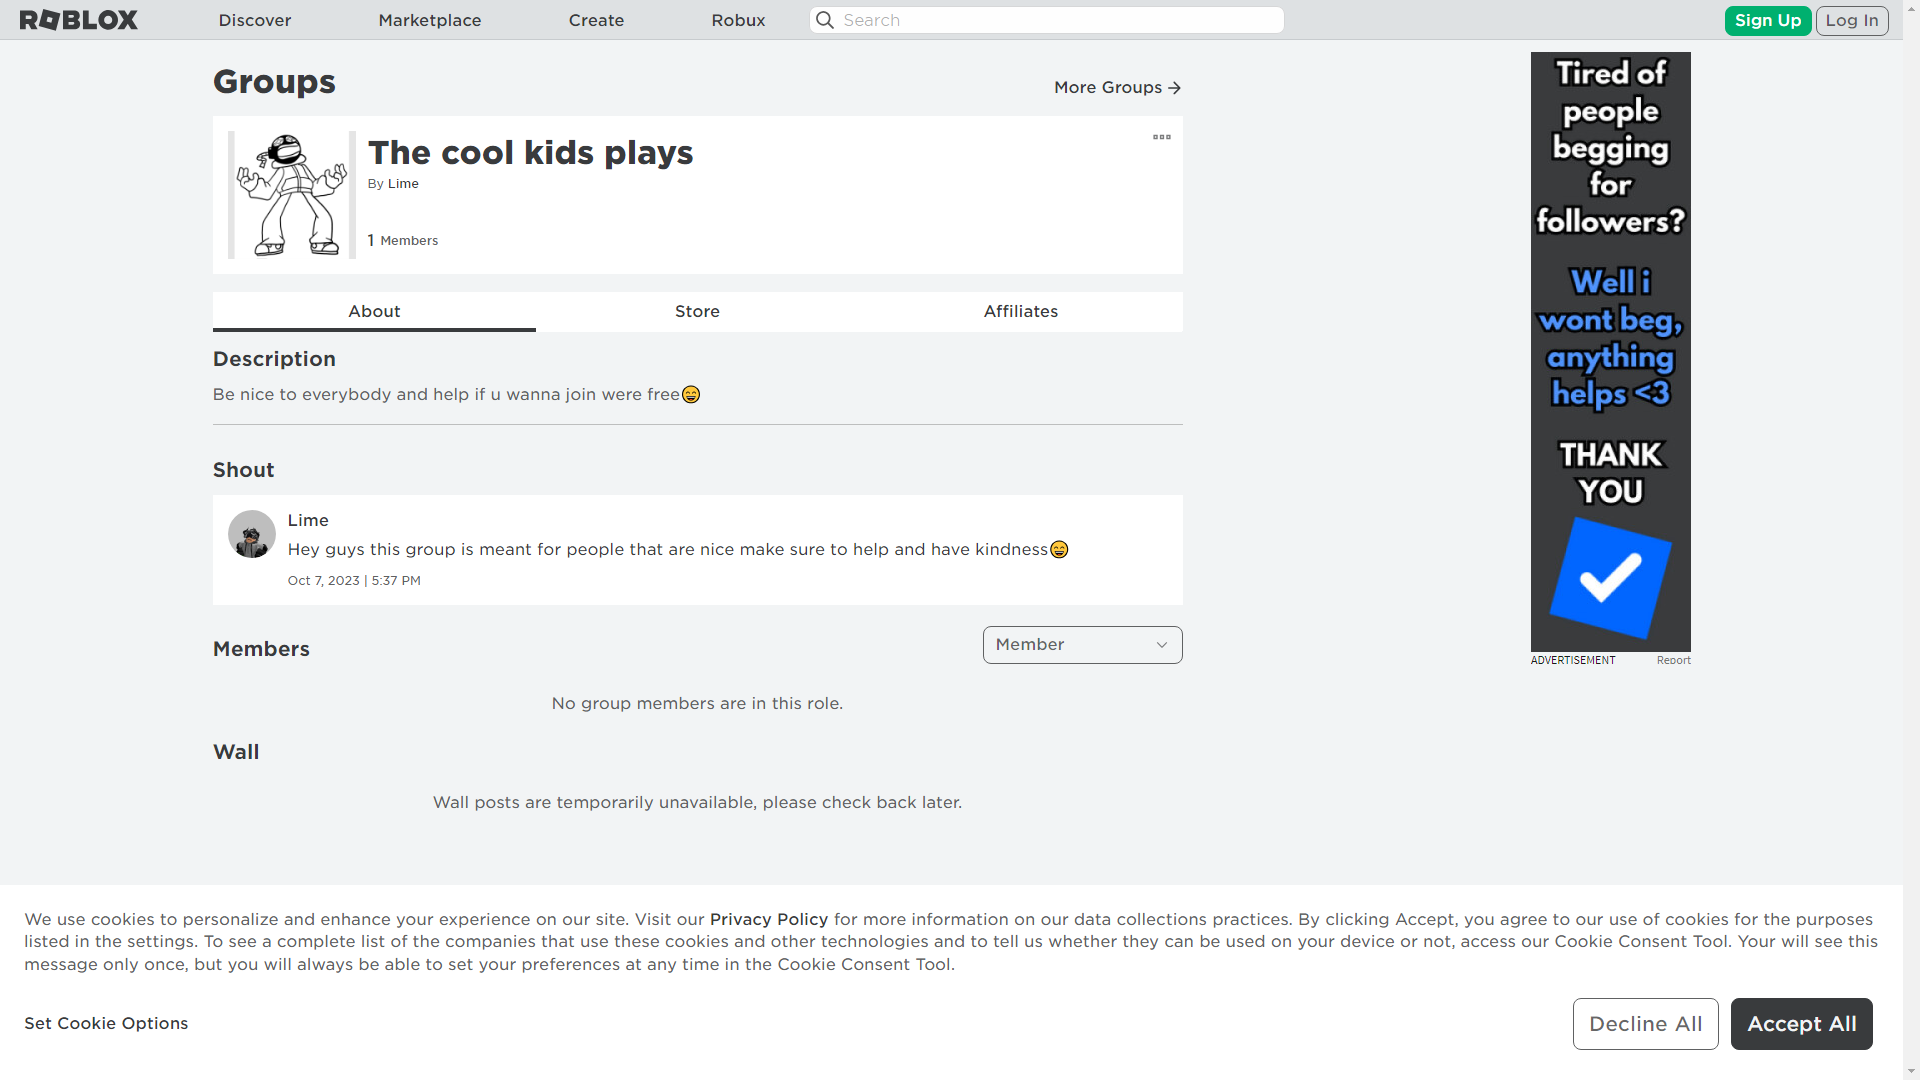 ROBLOX
Discover
Marketplace
Create
Robux
Search
Sign Up
Log In
Groups
More Groups →
The cool kids plays
By Lime
1 Members
About
Store
Affiliates
Description
Be nice to everybody and help if u wanna join were free😄
Shout
Lime
Hey guys this group is meant for people that are nice make sure to help and have kindness😄
Oct 7, 2023 | 5:37 PM
Members
Member
No group members are in this role.
Wall
Wall posts are temporarily unavailable, please check back later.
Tired of
people
begging
for
followers?
Well i
wont beg,
anything
helps <3
THANK
YOU
ADVERTISEMENT
Report
We use cookies to personalize and enhance your experience on our site. Visit our Privacy Policy for more information on our data collections practices. By clicking Accept, you agree to our use of cookies for the purposes
listed in the settings. To see a complete list of the companies that use these cookies and other technologies and to tell us whether they can be used on your device or not, access our Cookie Consent Tool. Your will see this
message only once, but you will always be able to set your preferences at any time in the Cookie Consent Tool.
Set Cookie Options
Decline All
Accept All